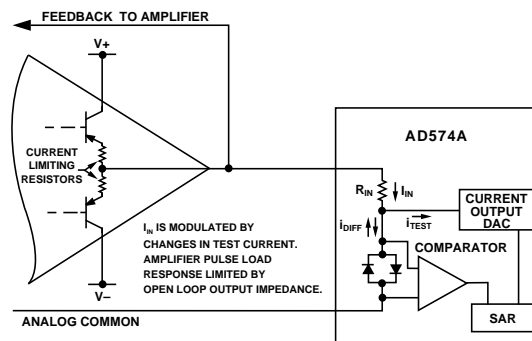 FEEDBACK TO AMPLIFIER
V+
AD574A
CURRENT
LIMITING
RESISTORS
R_IN
I_IN
CURRENT
OUTPUT
DAC
i_DIFF
i_TEST
I_IN IS MODULATED BY
CHANGES IN TEST CURRENT.
AMPLIFIER PULSE LOAD
RESPONSE LIMITED BY
OPEN LOOP OUTPUT IMPEDANCE.
COMPARATOR
V–
ANALOG COMMON
SAR